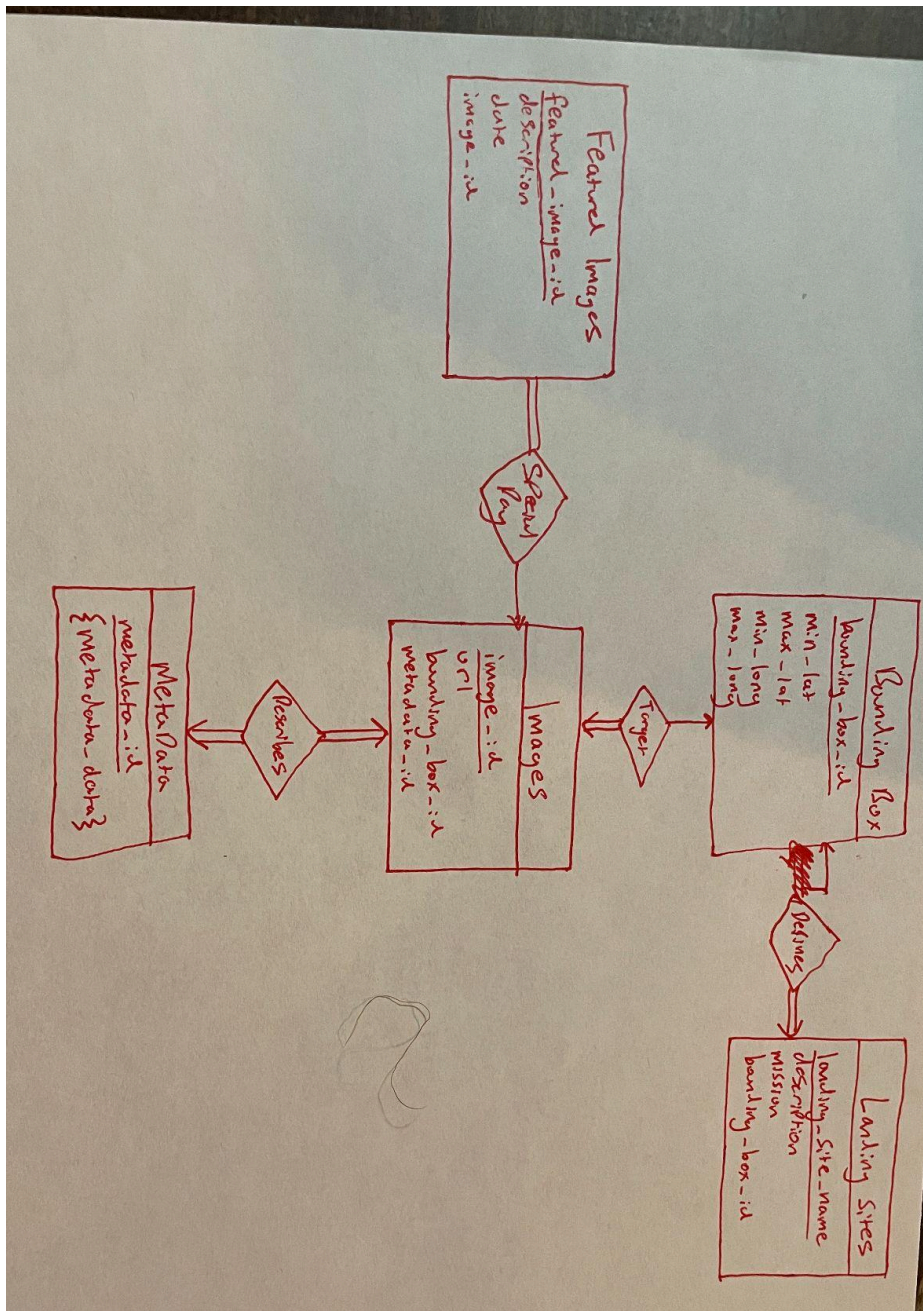 Featured Images
featured_image_id
description
date
image_id
Special
Day
Bounding Box
bounding_box_id
min_lat
max_lat
min_long
max_long
Defines
Landing Sites
landing_site_name
description
mission
bounding_box_id
Target
Images
image_id
url
bounding_box_id
metadata_id
Describes
MetaData
metadata_id
{metadata_data}